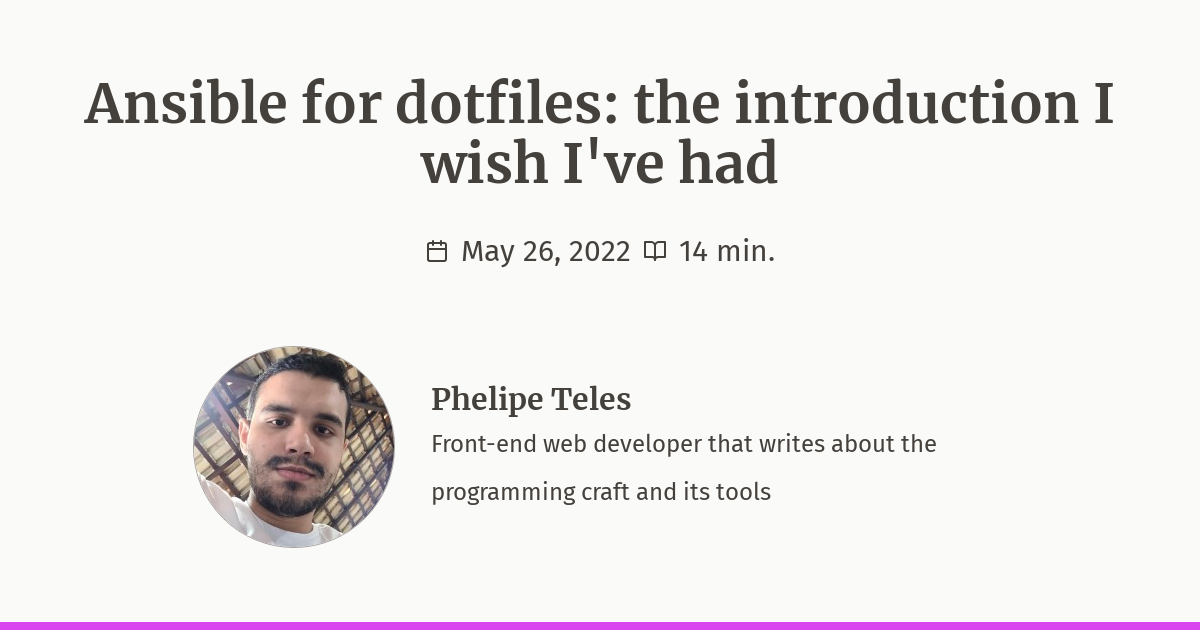 Ansible for dotfiles: the introduction I
wish I've had
May 26, 2022 14 min.
Phelipe Teles
Front-end web developer that writes about the
programming craft and its tools